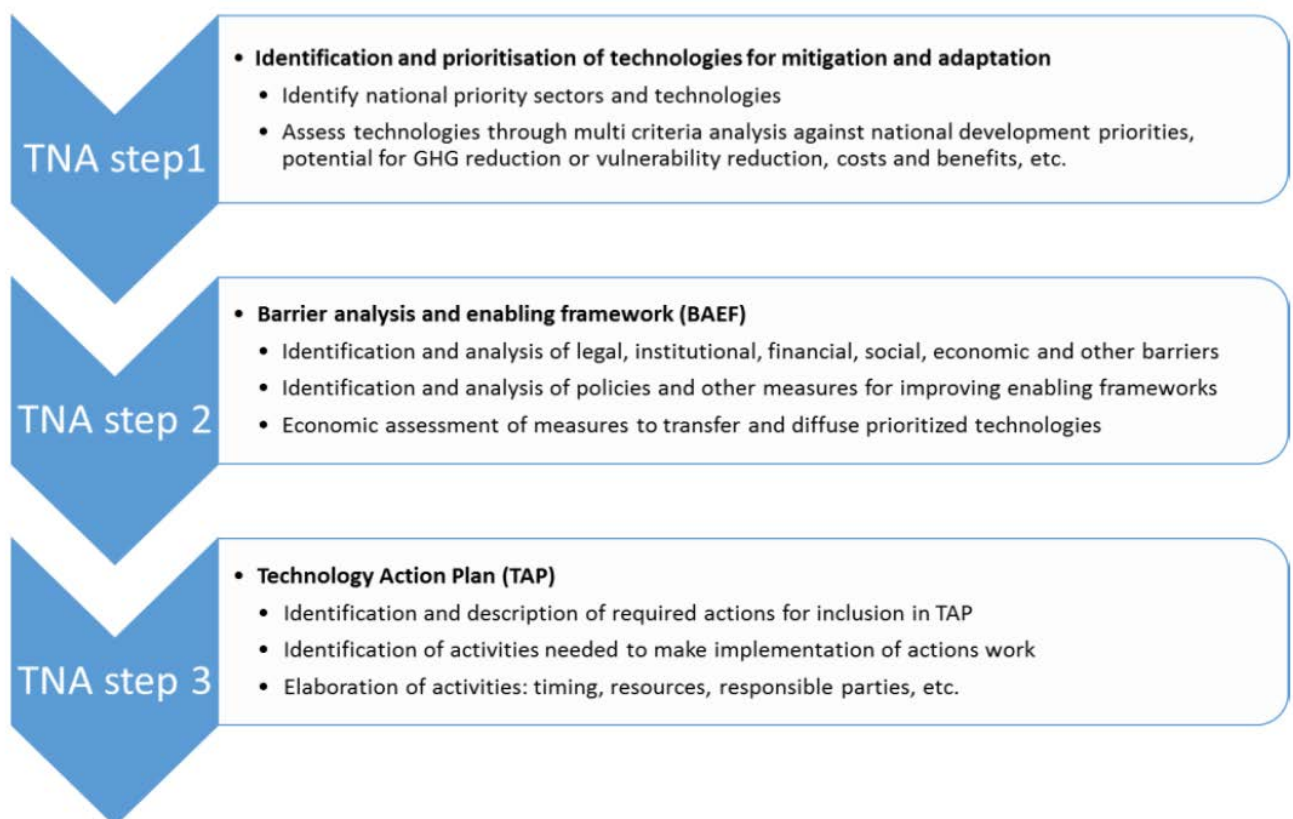 TNA step1
• Identification and prioritisation of technologies for mitigation and adaptation
• Identify national priority sectors and technologies
• Assess technologies through multi criteria analysis against national development priorities,
potential for GHG reduction or vulnerability reduction, costs and benefits, etc.
TNA step 2
• Barrier analysis and enabling framework (BAEF)
• Identification and analysis of legal, institutional, financial, social, economic and other barriers
• Identification and analysis of policies and other measures for improving enabling frameworks
• Economic assessment of measures to transfer and diffuse prioritized technologies
TNA step 3
• Technology Action Plan (TAP)
• Identification and description of required actions for inclusion in TAP
• Identification of activities needed to make implementation of actions work
• Elaboration of activities: timing, resources, responsible parties, etc.